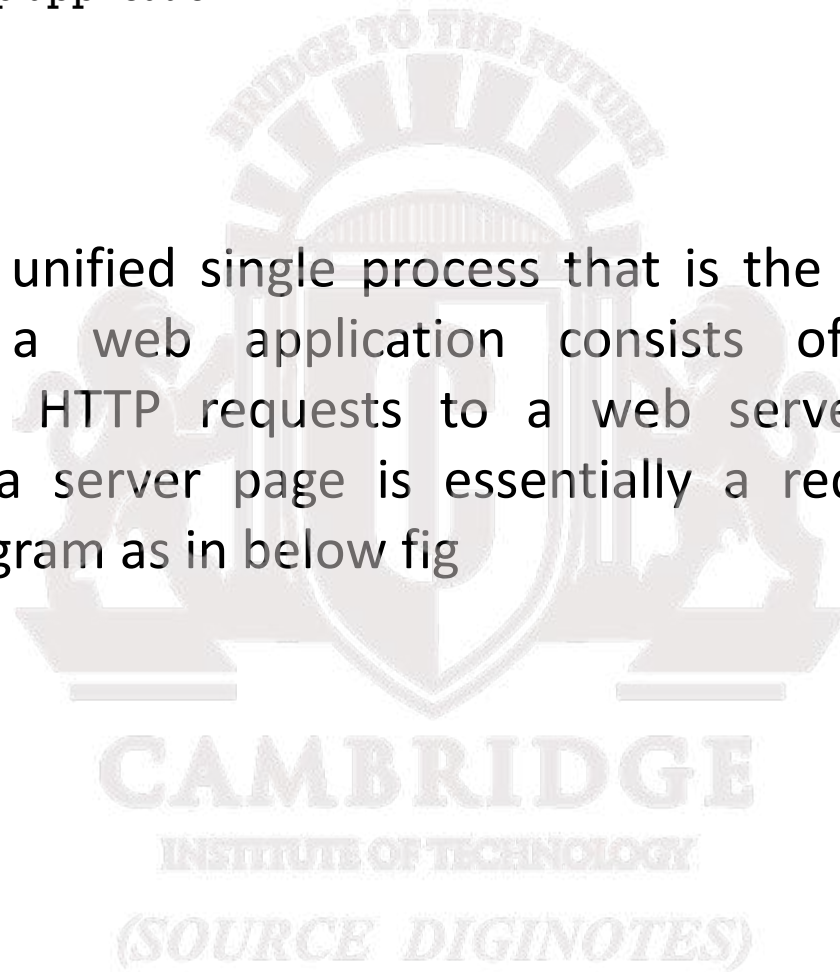 BRIDGE TO THE FUTURE
unified single process that is the
a web application consists of
HTTP requests to a web serve
a server page is essentially a rec
gram as in below fig
CAMBRIDGE
INSTITUTE OF TECHNOLOGY
(SOURCE DIGINOTES)